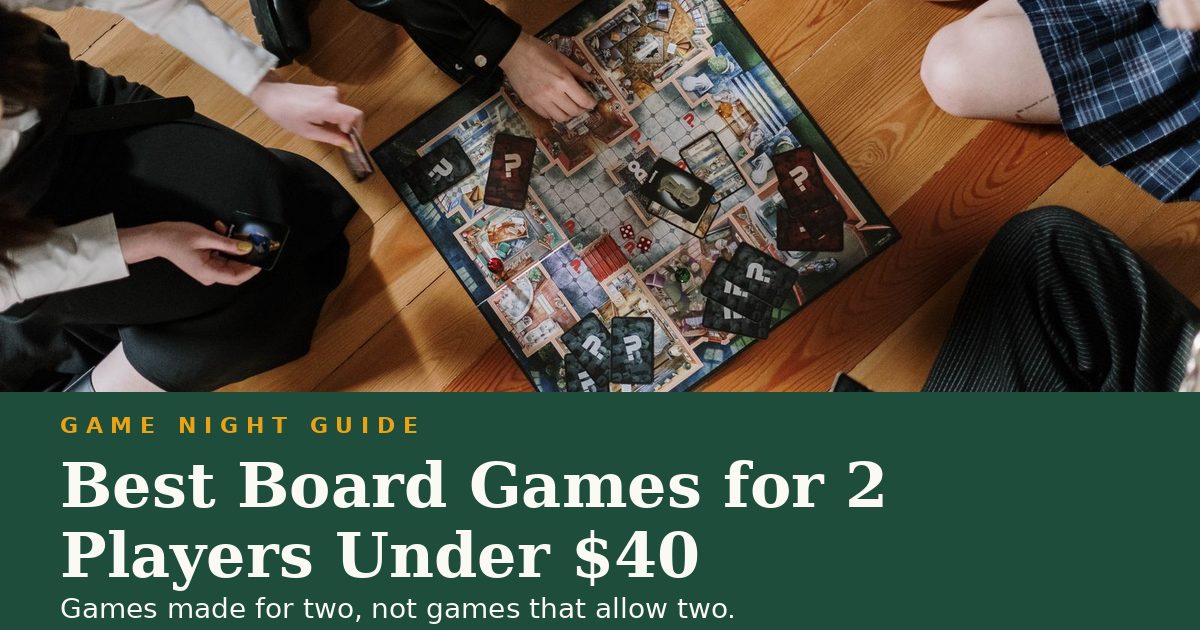 GAME NIGHT GUIDE
Best Board Games for 2
Players Under $40
Games made for two, not games that allow two.